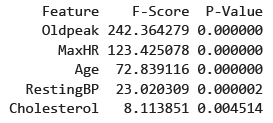 Feature F-Score P-Value
Oldpeak 242.364279 0.000000
MaxHR 123.425078 0.000000
Age 72.839116 0.000000
RestingBP 23.020309 0.000002
Cholesterol 8.113851 0.004514